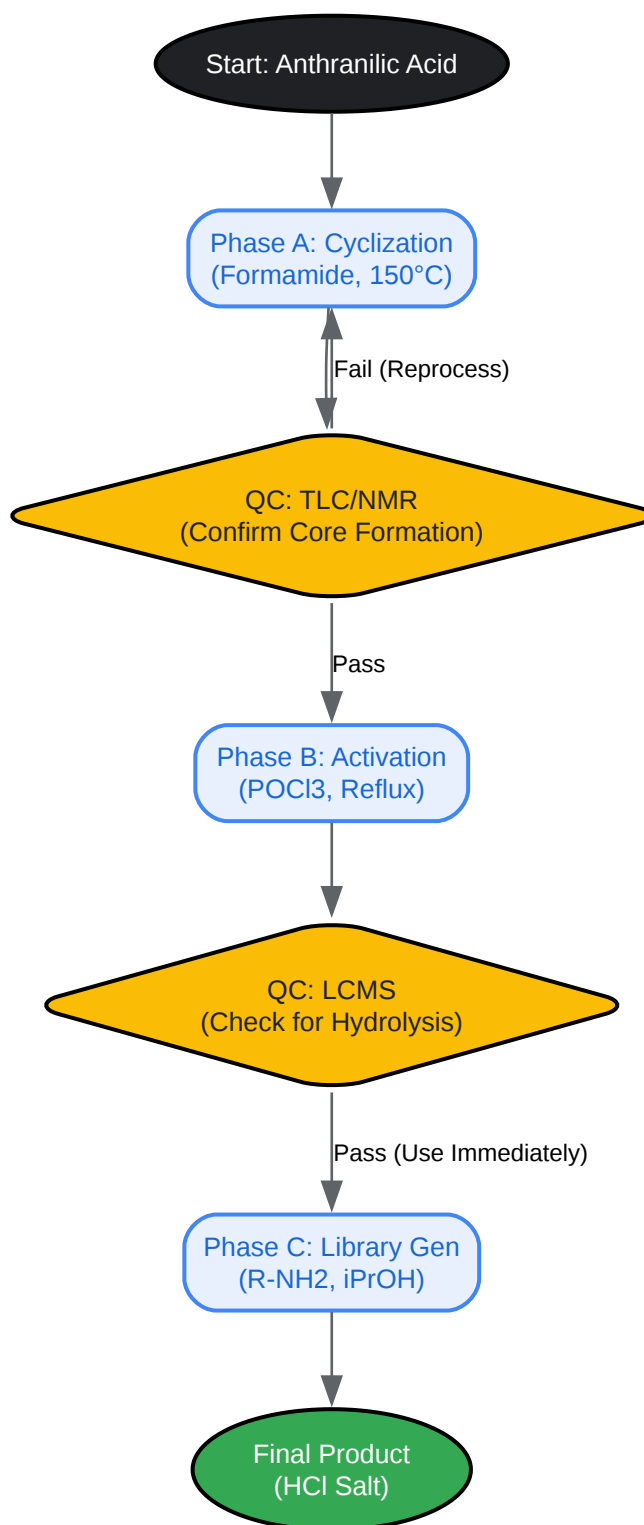 Start: Anthranilic Acid
Phase A: Cyclization
(Formamide, 150°C)
Fail (Reprocess)
QC: TLC/NMR
(Confirm Core Formation)
Pass
Phase B: Activation
(POCl3, Reflux)
QC: LCMS
(Check for Hydrolysis)
Pass (Use Immediately)
Phase C: Library Gen
(R-NH2, iPrOH)
Final Product
(HCl Salt)